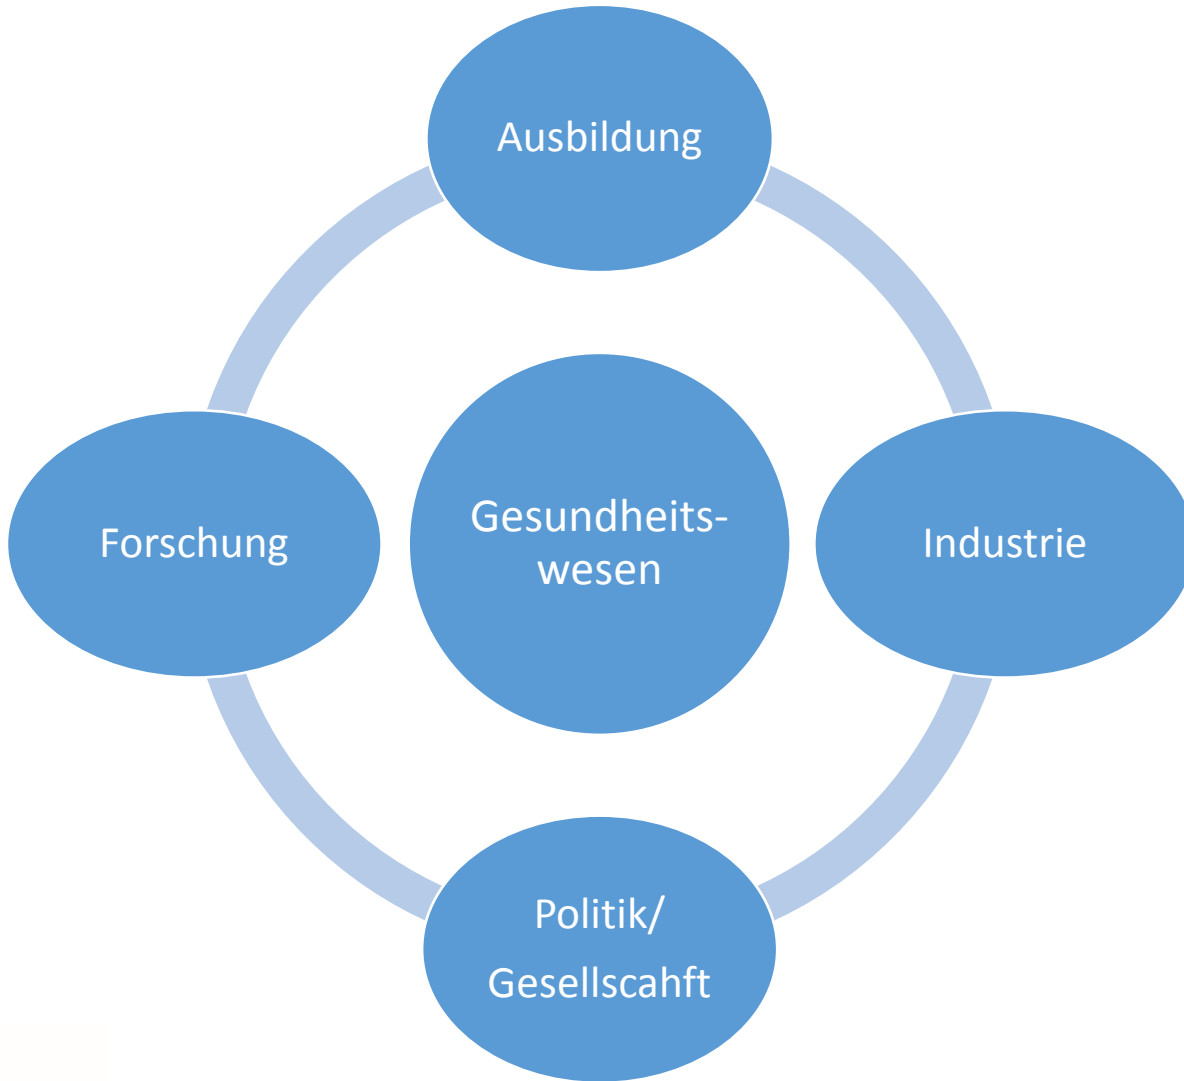 Ausbildung
Forschung
Gesundheits-
wesen
Industrie
Politik/
Gesellscahft